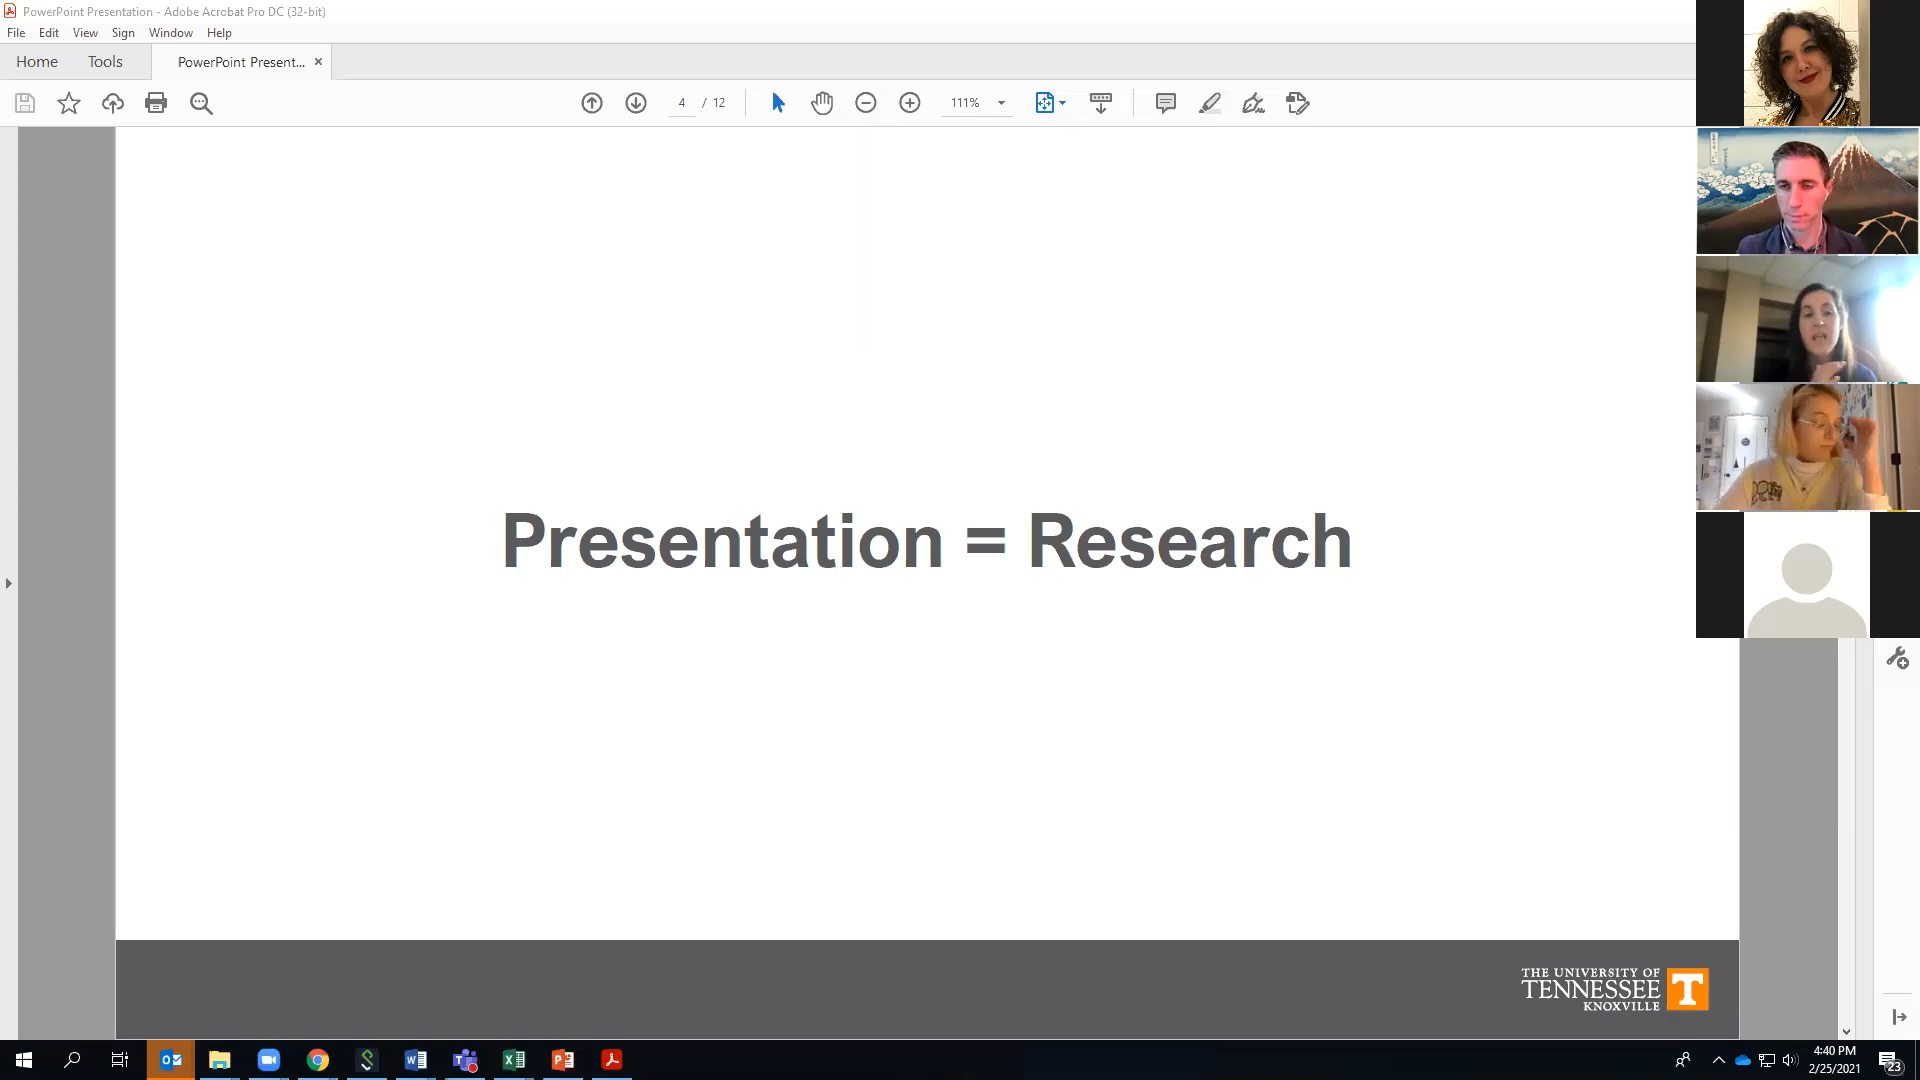 PowerPoint Presentation - Adobe Acrobat Pro DC (32-bit)
File Edit View Sign Window Help
Home Tools PowerPoint Present... ×
4 / 12 111%
Presentation = Research
THE UNIVERSITY OF
TENNESSEE
KNOXVILLE
T
4:40 PM
2/25/2021
23